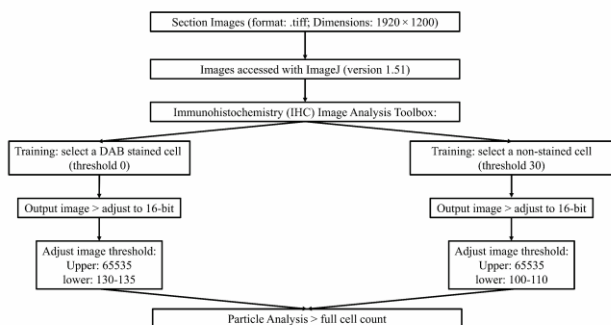 Section Images (format: .tiff; Dimensions: 1920 × 1200)
Images accessed with ImageJ (version 1.51)
Immunohistochemistry (IHC) Image Analysis Toolbox:
Training: select a DAB stained cell
(threshold 0)
Training: select a non-stained cell
(threshold 30)
Output image > adjust to 16-bit
Output image > adjust to 16-bit
Adjust image threshold:
Upper: 65535
lower: 130-135
Adjust image threshold:
Upper: 65535
lower: 100-110
Particle Analysis > full cell count